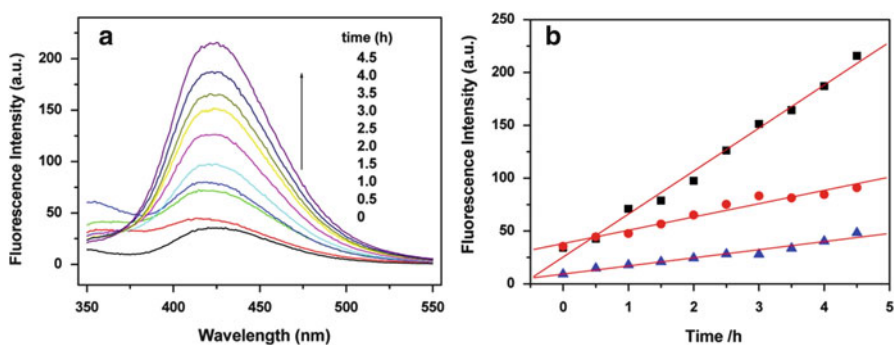 a
time (h)
4.5
4.0
3.5
3.0
2.5
2.0
1.5
1.0
0.5
0
200
150
100
50
0
Fluorescence Intensity (a.u.)
350 400 450 500 550
Wavelength (nm)
b
250
200
150
100
50
0
Fluorescence Intensity (a.u.)
0 1 2 3 4 5
Time /h